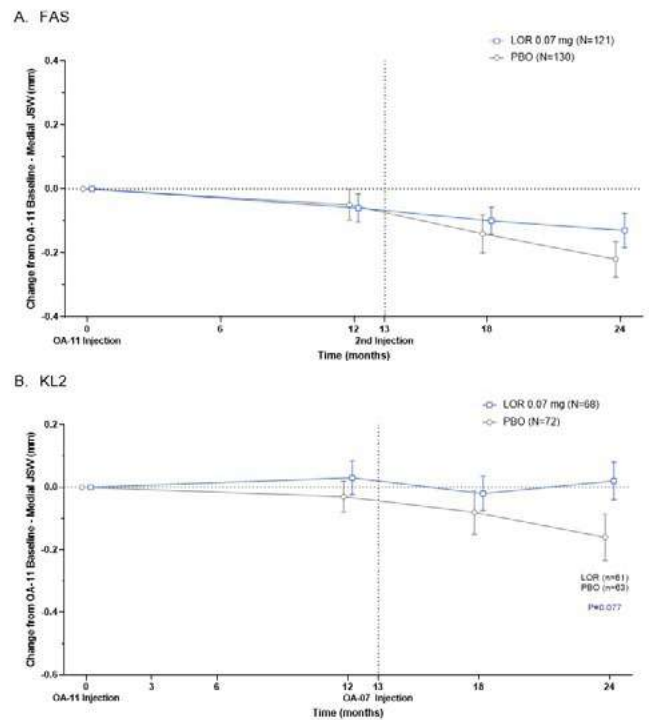 A. FAS
LOR 0.07 mg (N=121)
PBO (N=130)
Change from OA-11 Baseline - Medial JSW (mm)
0.4
0.2
0.0
-0.2
-0.4
0 6 12 13 18 24
OA-11 Injection 2nd Injection
Time (months)
B. KL2
LOR 0.07 mg (N=68)
PBO (N=72)
Change from OA-11 Baseline - Medial JSW (mm)
0.2
0.0
-0.2
-0.4
-0.6
LOR (n=61)
PBO (n=63)
P=0.077
0 3 6 12 13 18 24
OA-11 Injection OA-07 Injection
Time (months)